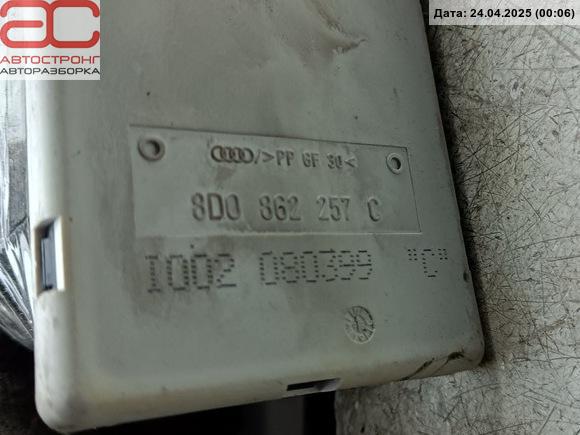 Дата: 24.04.2025 (00:06)
АС
АВТОСТРОНГ
АВТОРАЗБОРКА
/>PP GF 30<
8D0 862 257 C
I002 080399 "C"